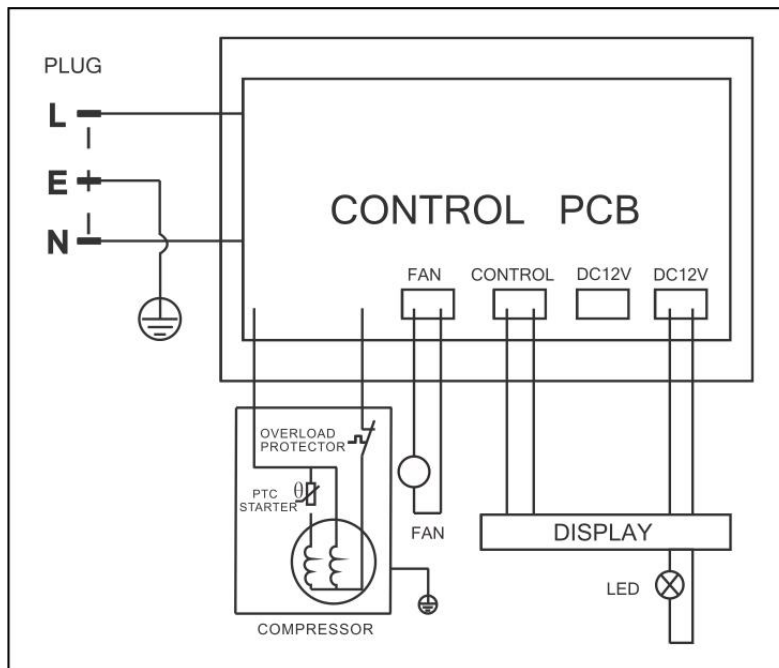 PLUG
L
E
N
CONTROL PCB
FAN CONTROL DC12V DC12V
OVERLOAD
PROTECTOR
PTC
STARTER
θ
FAN
DISPLAY
LED
COMPRESSOR